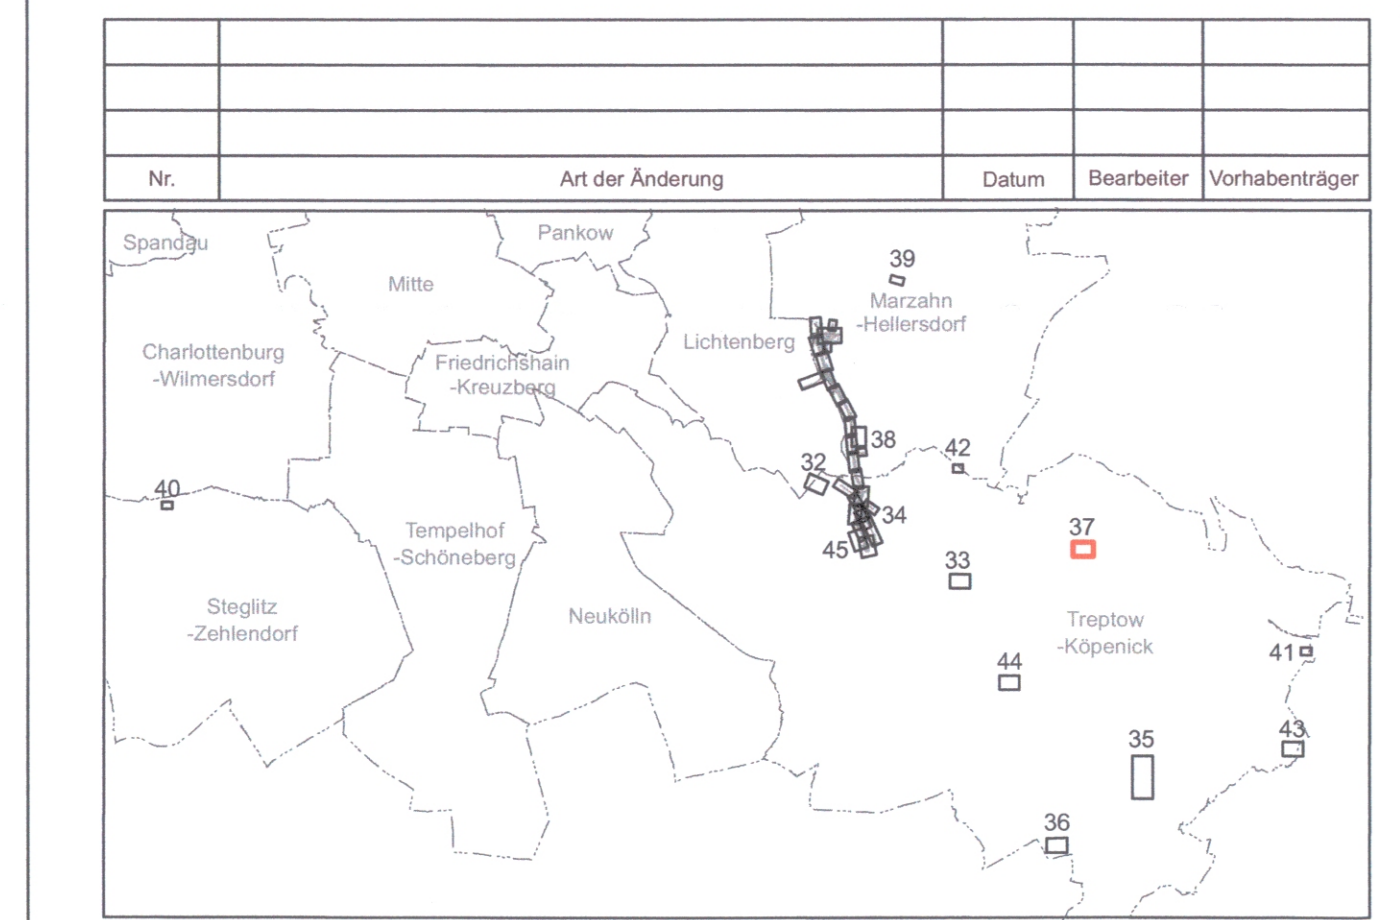 Nr. Art der Änderung Datum Bearbeiter Vorhabenträger
Spandau
Pankow
39
Mitte
Marzahn
-Hellersdorf
Lichtenberg
Charlottenburg
-Wilmersdorf
Friedrichshain
-Kreuzberg
38
42
32
40
34
37
Tempelhof
-Schöneberg
45
33
Steglitz
-Zehlendorf
Neukölln
Treptow
-Köpenick
41
44
43
35
36